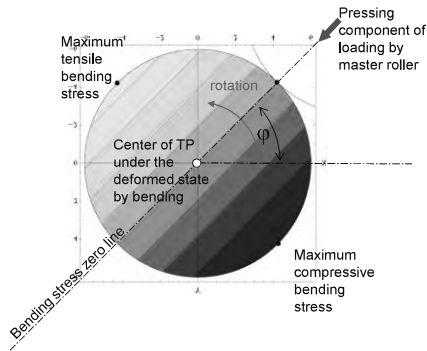 Pressing
component of
loading by
master roller
Maximum
tensile
bending
stress
rotation
φ
Center of TP
under the
deformed state
by bending
X
Bending stress zero line
Maximum
compressive
bending
stress